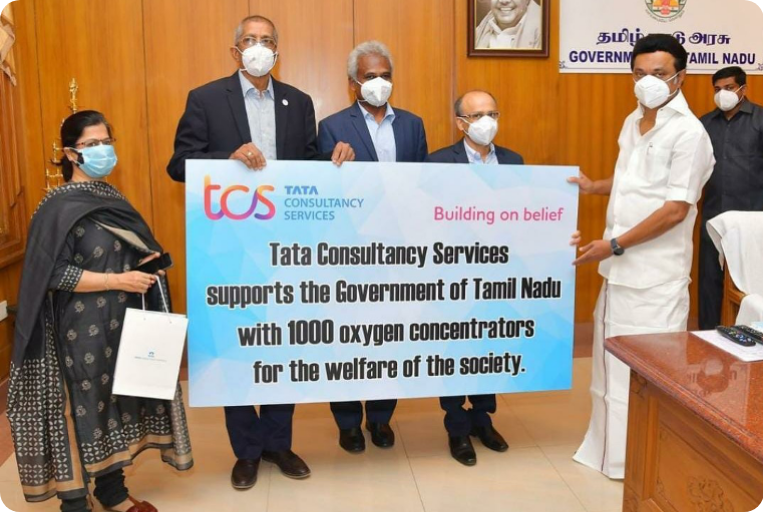 தமிழ்நாடு அரசு
GOVERNMENT TAMIL NADU
tcs TATA
CONSULTANCY
SERVICES
Building on belief
Tata Consultancy Services
supports the Government of Tamil Nadu
with 1000 oxygen concentrators
for the welfare of the society.